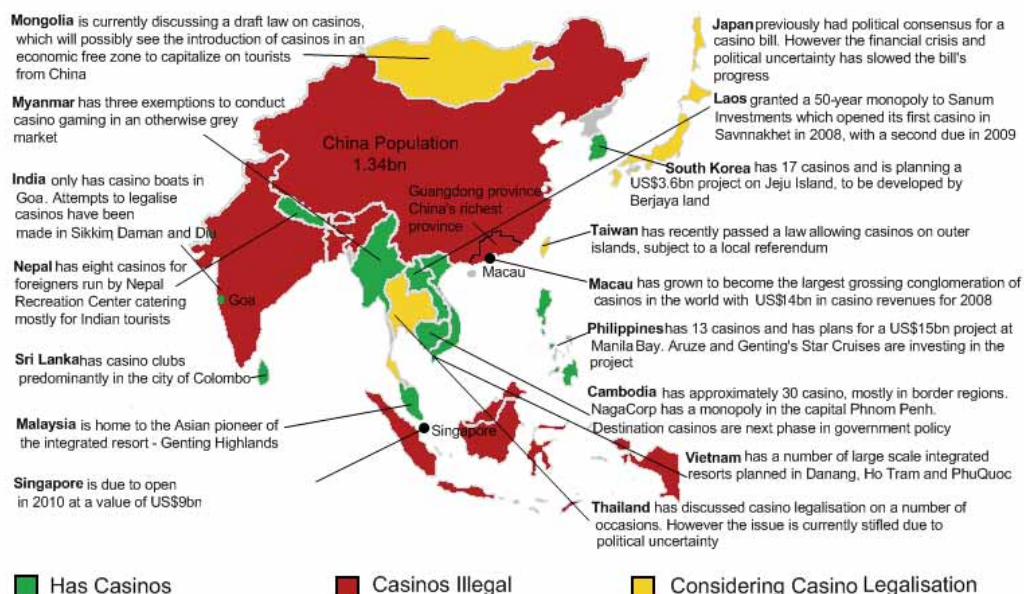 Mongolia is currently discussing a draft law on casinos,
which will possibly see the introduction of casinos in an
economic free zone to capitalize on tourists
from China
Myanmar has three exemptions to conduct
casino gaming in an otherwise grey
market
India only has casino boats in
Goa. Attempts to legalise
casinos have been
made in Sikkim Daman and Diu
Nepal has eight casinos for
foreigners run by Nepal
Recreation Center catering
mostly for Indian tourists
Sri Lanka has casino clubs
predominantly in the city of Colombo
Malaysia is home to the Asian pioneer of
the integrated resort - Genting Highlands
Singapore is due to open
in 2010 at a value of US$9bn
China Population
1.34bn
Guangdong province
China's richest
province
Macau
Goa
Singapore
Japan previously had political consensus for a
casino bill. However the financial crisis and
political uncertainty has slowed the bill's
progress
Laos granted a 50-year monopoly to Sanum
Investments which opened its first casino in
Savnnakhet in 2008, with a second due in 2009
South Korea has 17 casinos and is planning a
US$3.6bn project on Jeju Island, to be developed by
Berjaya land
Taiwan has recently passed a law allowing casinos on outer
islands, subject to a local referendum
Macau has grown to become the largest grossing conglomeration of
casinos in the world with US$14bn in casino revenues for 2008
Philippines has 13 casinos and has plans for a US$15bn project at
Manila Bay. Aruze and Genting's Star Cruises are investing in the
project
Cambodia has approximately 30 casino, mostly in border regions.
NagaCorp has a monopoly in the capital Phnom Penh.
Destination casinos are next phase in government policy
Vietnam has a number of large scale integrated
resorts planned in Danang, Ho Tram and PhuQuoc
Thailand has discussed casino legalisation on a number of
occasions. However the issue is currently stifled due to
political uncertainty
Has Casinos
Casinos Illegal
Considering Casino Legalisation